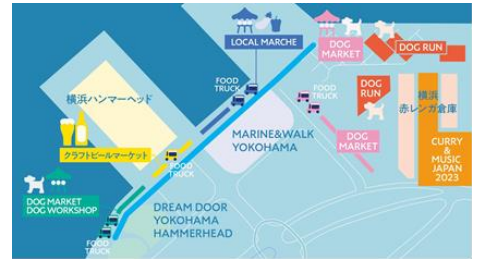 LOCAL MARCHE
DOG
MARKET
DOG RUN
FOOD
TRUCK
FOOD
TRUCK
DOG
RUN
横浜
赤レンガ倉庫
横浜ハンマーヘッド
MARINE&WALK
YOKOHAMA
DOG
MARKET
CURRY
&
MUSIC
JAPAN
2023
クラフトビールマーケット
FOOD
TRUCK
DOG MARKET
DOG WORKSHOP
DREAM DOOR
YOKOHAMA
HAMMERHEAD
FOOD
TRUCK